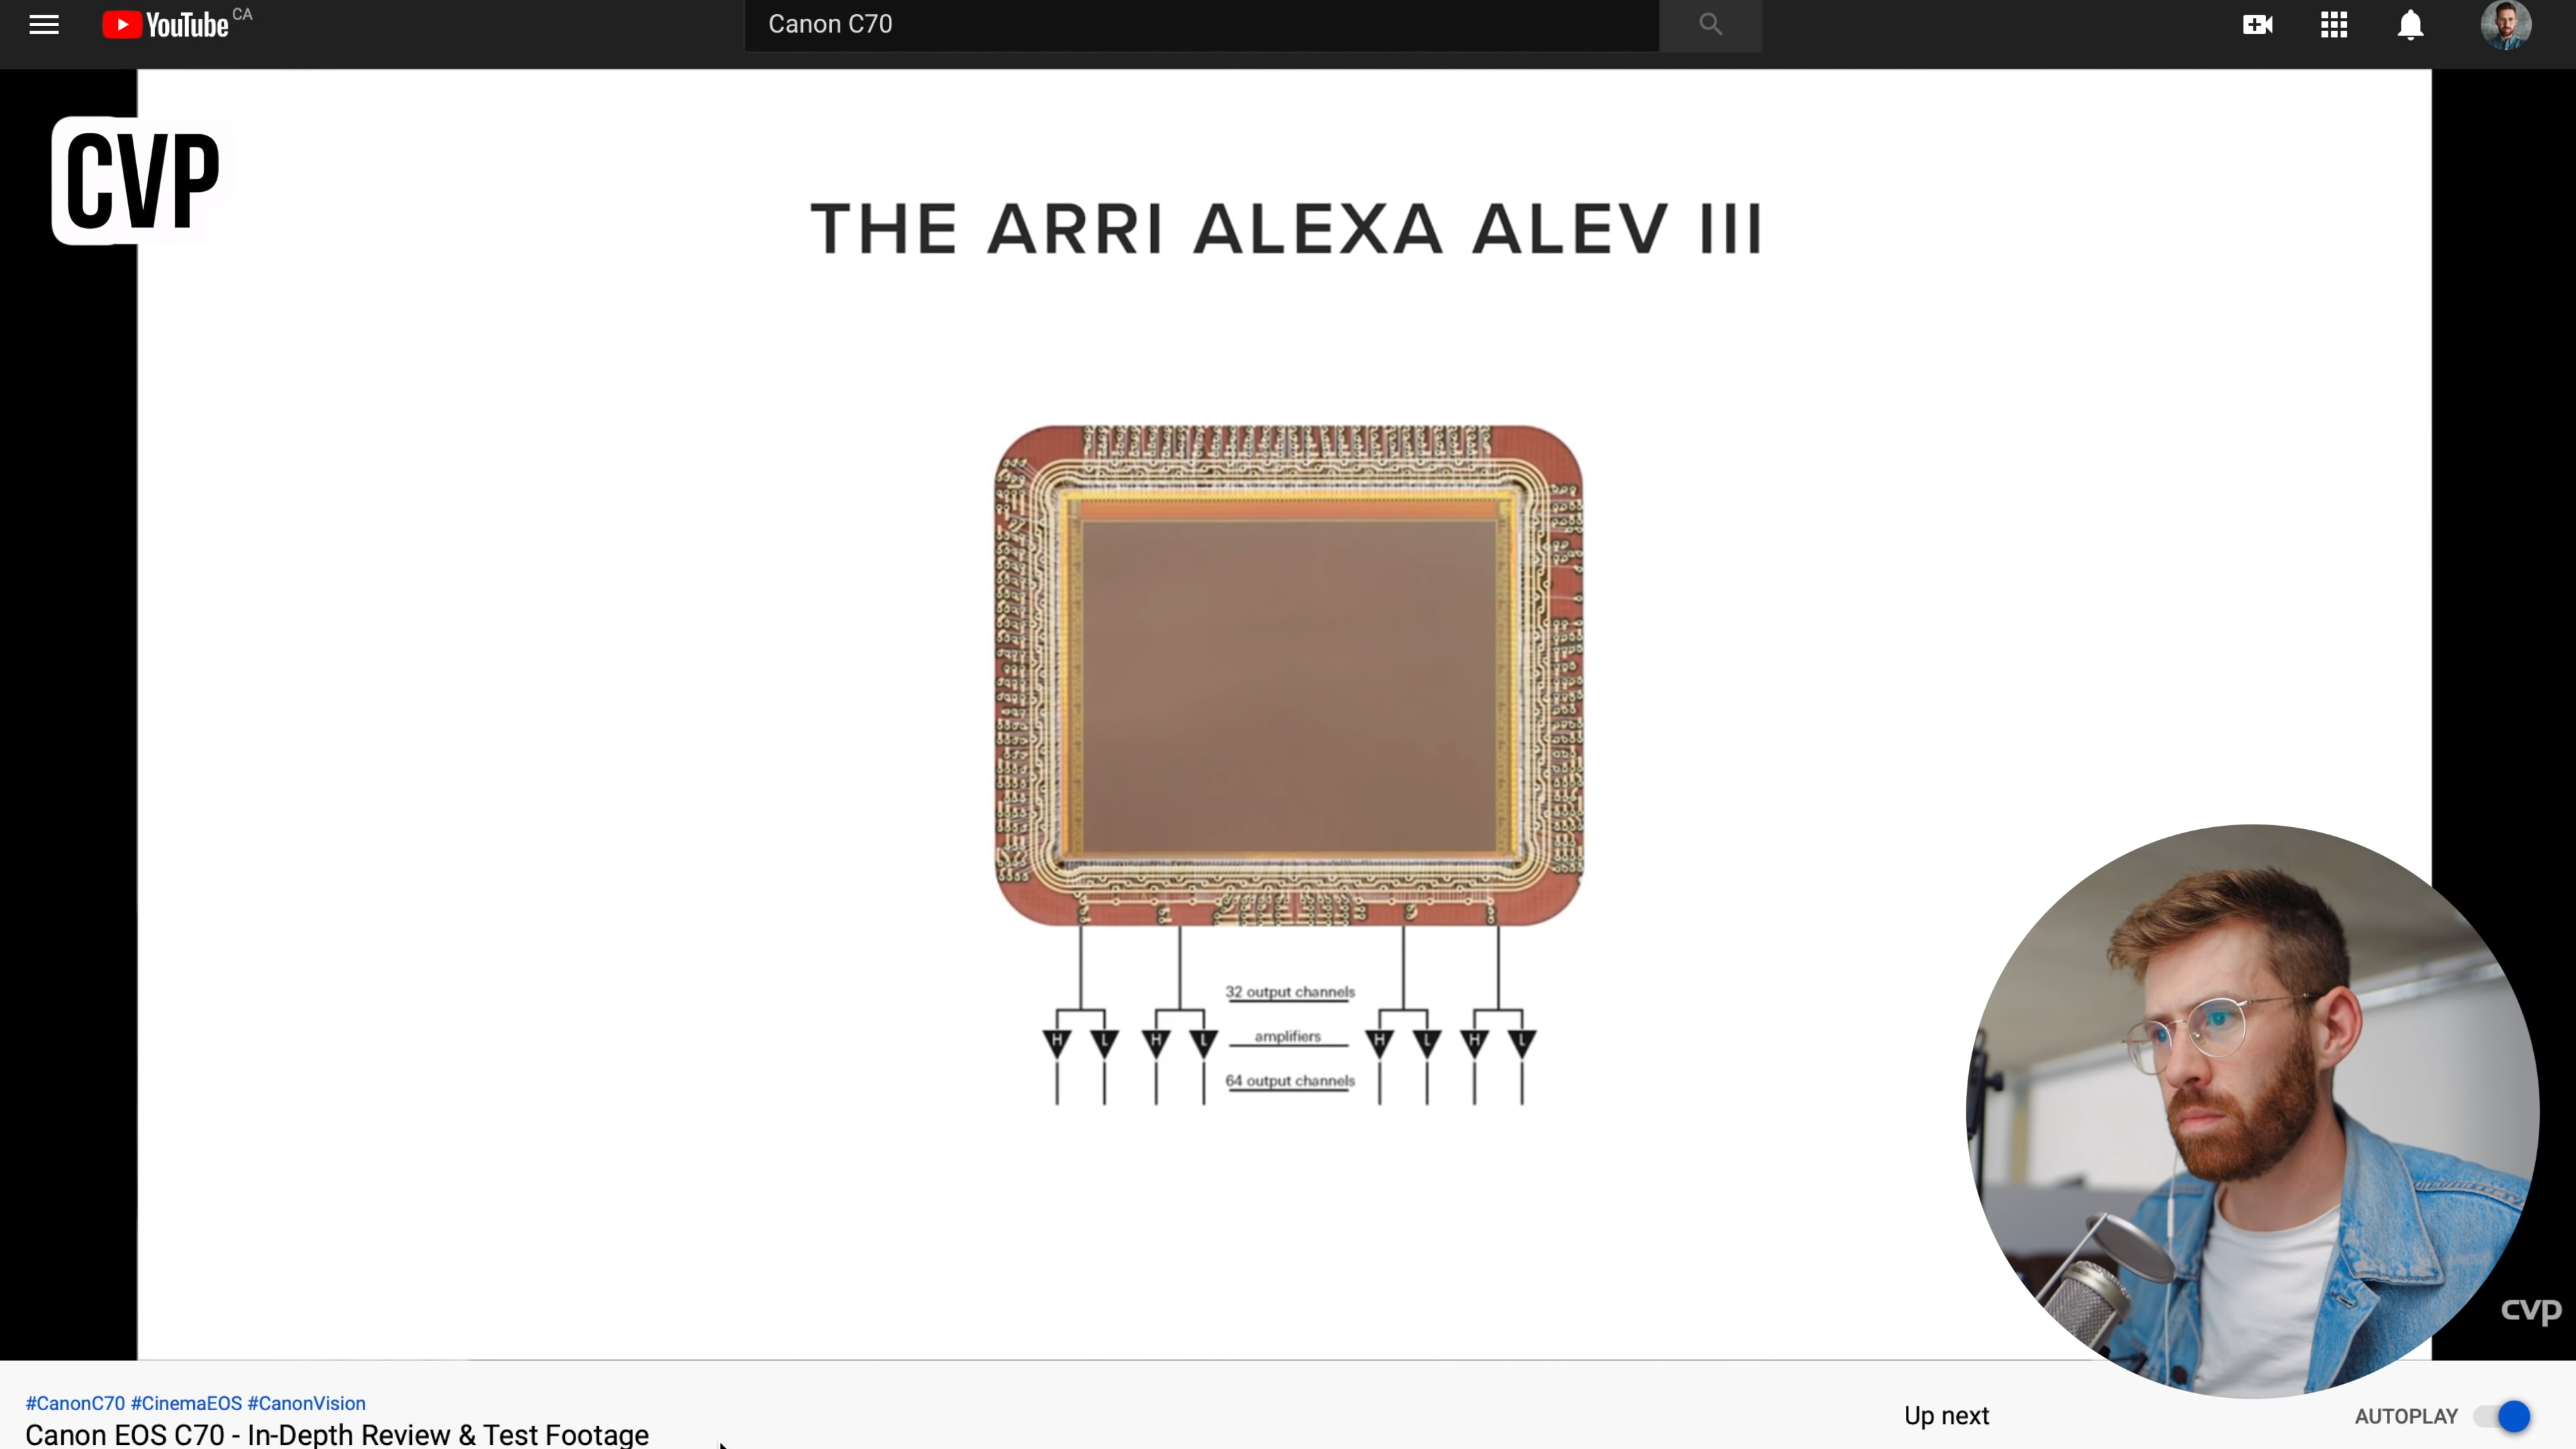 YouTube CA
Canon C70
CVP
THE ARRI ALEXA ALEV III
32 output channels
H L H L amplifiers H L H L
64 output channels
CVP
#CanonC70 #CinemaEOS #CanonVision
Canon EOS C70 - In-Depth Review & Test Footage
Up next
AUTOPLAY